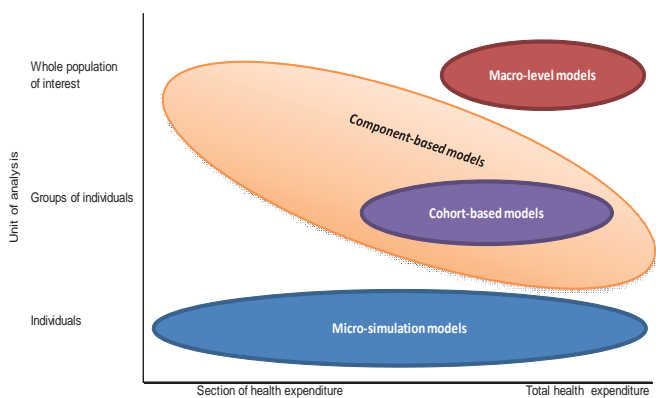 Whole population
of interest
Macro-level models
Component-based models
Unit of analysis
Groups of individuals
Cohort-based models
Individuals
Micro-simulation models
Section of health expenditure
Total health expenditure